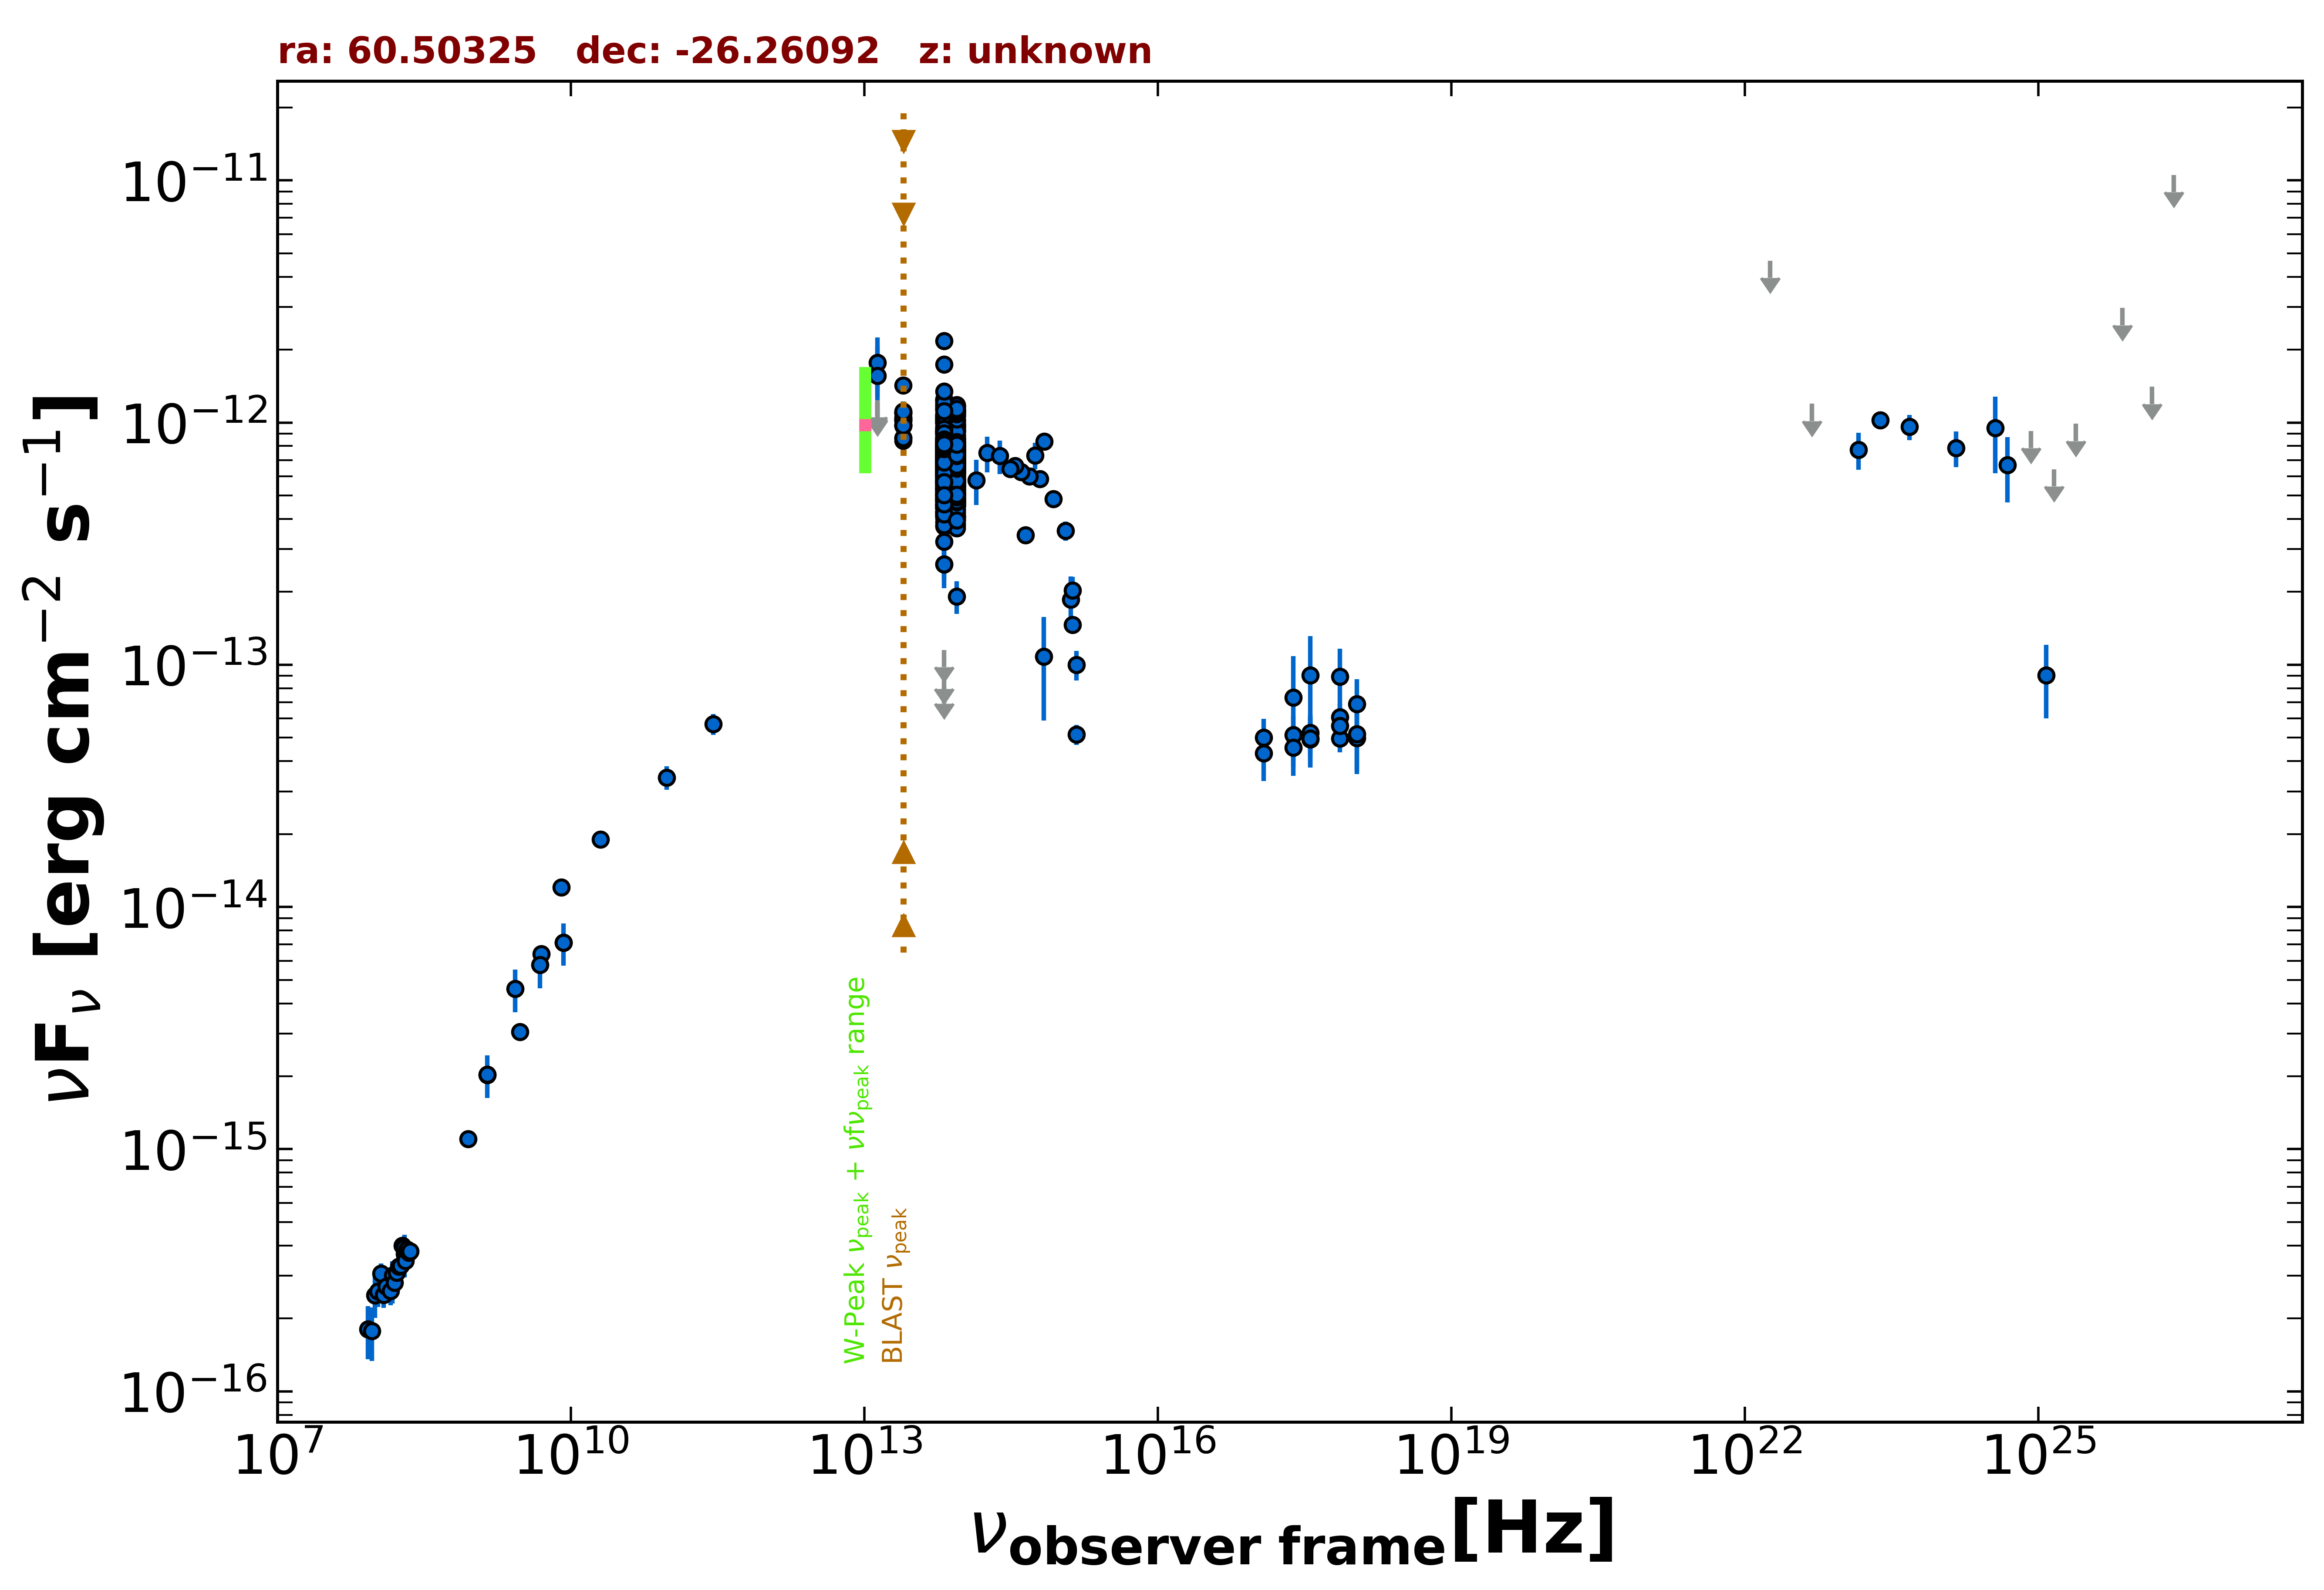 ra: 60.50325 dec: -26.26092 z: unknown
νFν [erg cm−2 s−1]
10−11
10−12
10−13
10−14
10−15
10−16
W-Peak νpeak + νfνpeak range
BLAST νpeak
107 1010 1013 1016 1019 1022 1025
νobserver frame[Hz]